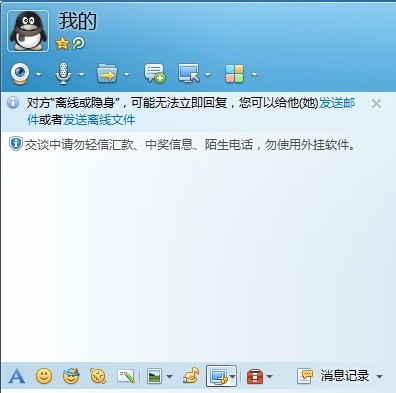 我的
对方“离线或隐身”，可能无法立即回复，您可以给他(她)发送邮
件或者发送离线文件
交谈中请勿轻信汇款、中奖信息、陌生电话，勿使用外挂软件。
A 消息记录